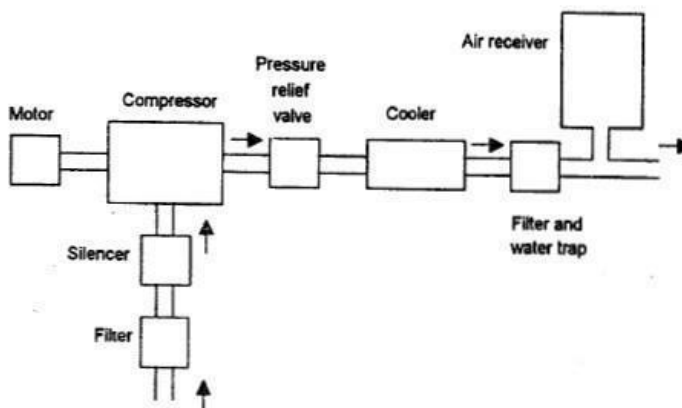 Air receiver
Pressure
relief
valve
Compressor
Motor
Cooler
Filter and
water trap
Silencer
Filter